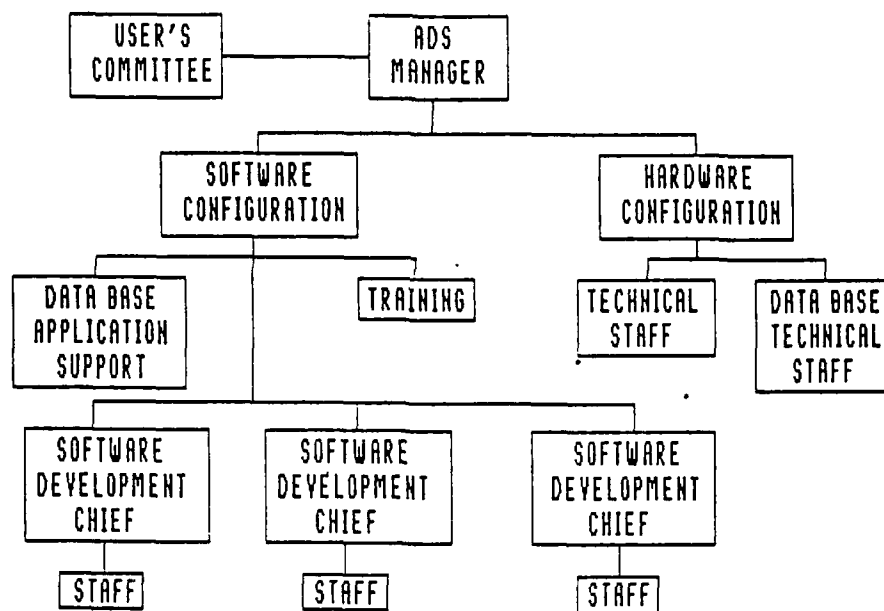 USER'S
COMMITTEE
ADS
MANAGER
SOFTWARE
CONFIGURATION
HARDWARE
CONFIGURATION
DATA BASE
APPLICATION
SUPPORT
TRAINING
TECHNICAL
STAFF
DATA BASE
TECHNICAL
STAFF
SOFTWARE
DEVELOPMENT
CHIEF
SOFTWARE
DEVELOPMENT
CHIEF
SOFTWARE
DEVELOPMENT
CHIEF
STAFF
STAFF
STAFF